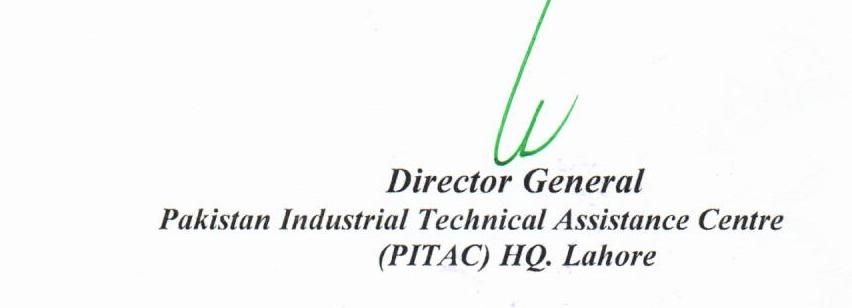 Director General
Pakistan Industrial Technical Assistance Centre
(PITAC) HQ. Lahore